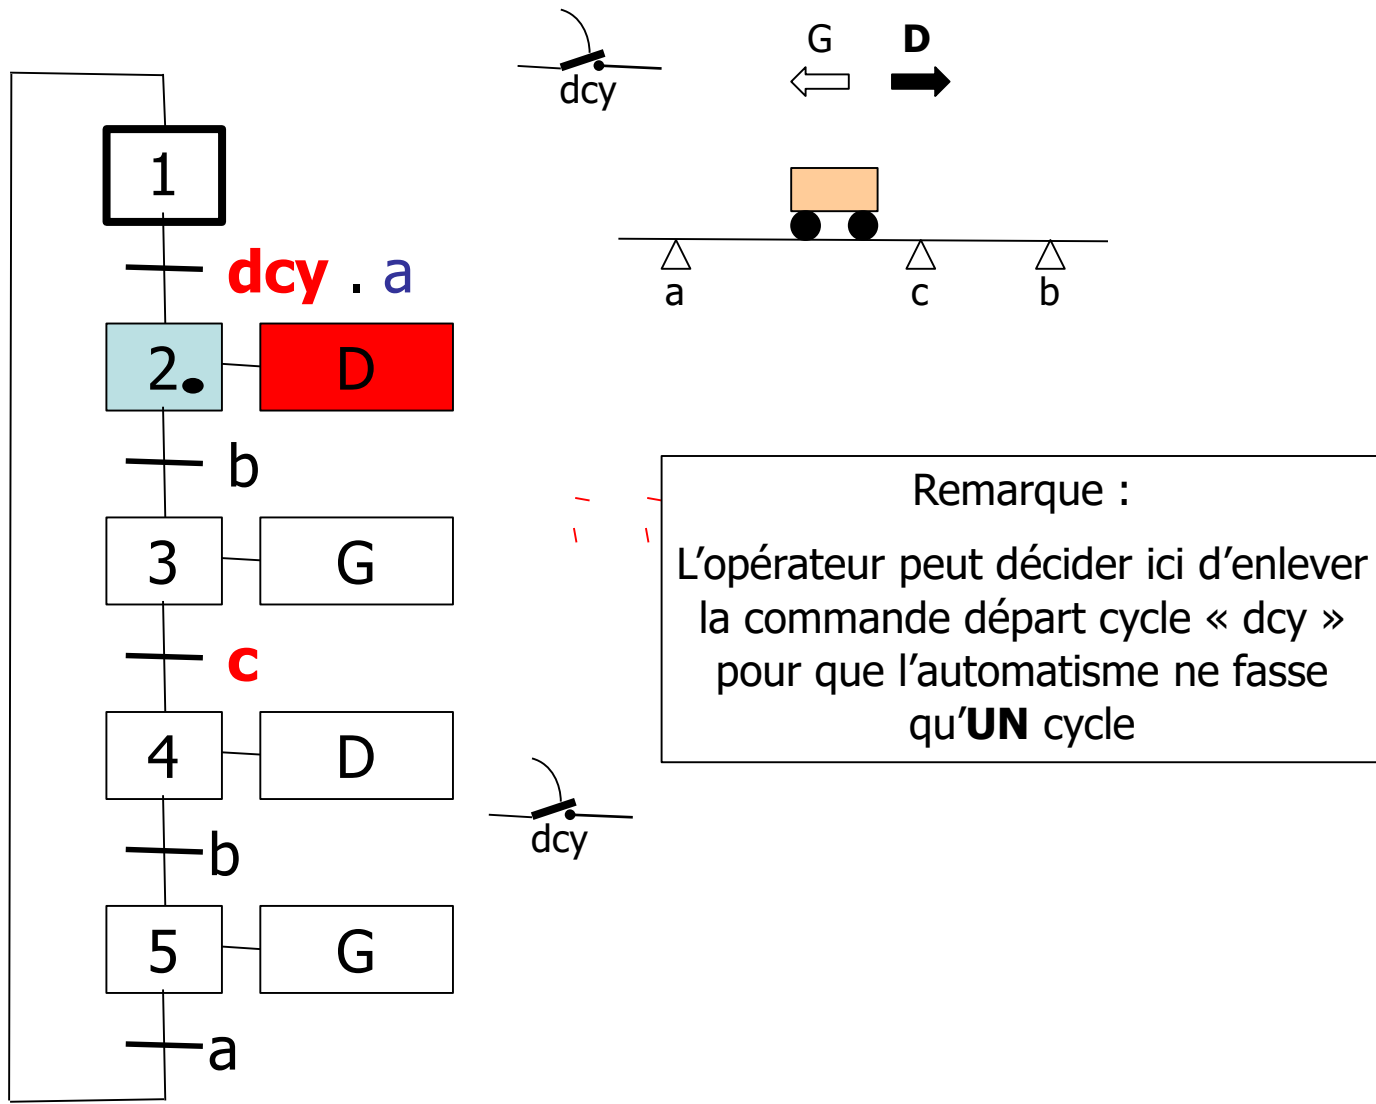 dcy
G D
1
dcy . a
a c b
2 D
b
Remarque :
L’opérateur peut décider ici d’enlever
la commande départ cycle « dcy »
pour que l’automatisme ne fasse
qu’UN cycle
3 G
c
4 D
dcy
b
5 G
a